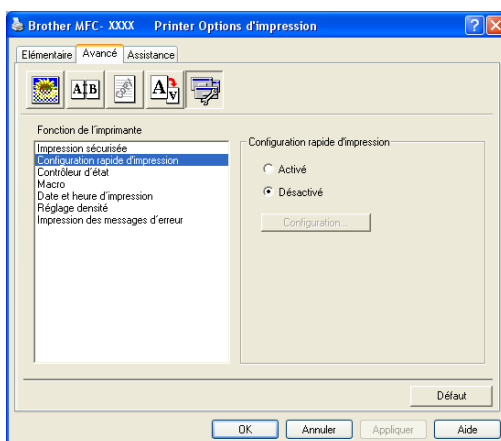 Brother MFC- XXXX Printer Options d'impression
Elémentaire Avancé Assistance
Fonction de l'imprimante
Impression sécurisée
Configuration rapide d'impression
Contrôleur d'état
Macro
Date et heure d'impression
Réglage densité
Impression des messages d'erreur
Configuration rapide d'impression
Activé
Désactivé
Configuration...
Défaut
OK Annuler Appliquer Aide